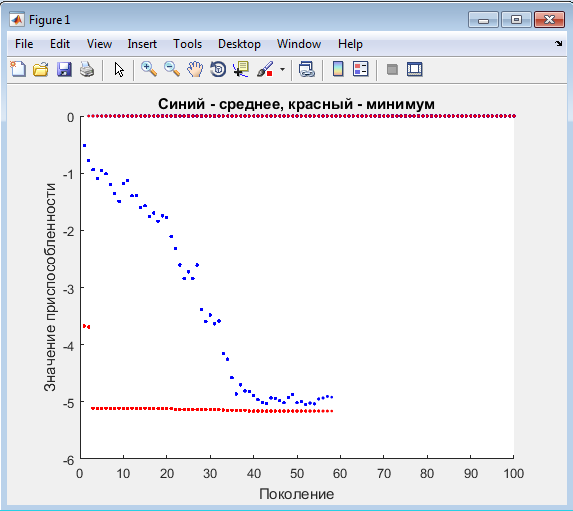 Figure 1
File Edit View Insert Tools Desktop Window Help
Синий - среднее, красный - минимум
0
-1
-2
-3
-4
-5
-6
Значение приспособленности
0 10 20 30 40 50 60 70 80 90 100
Поколение